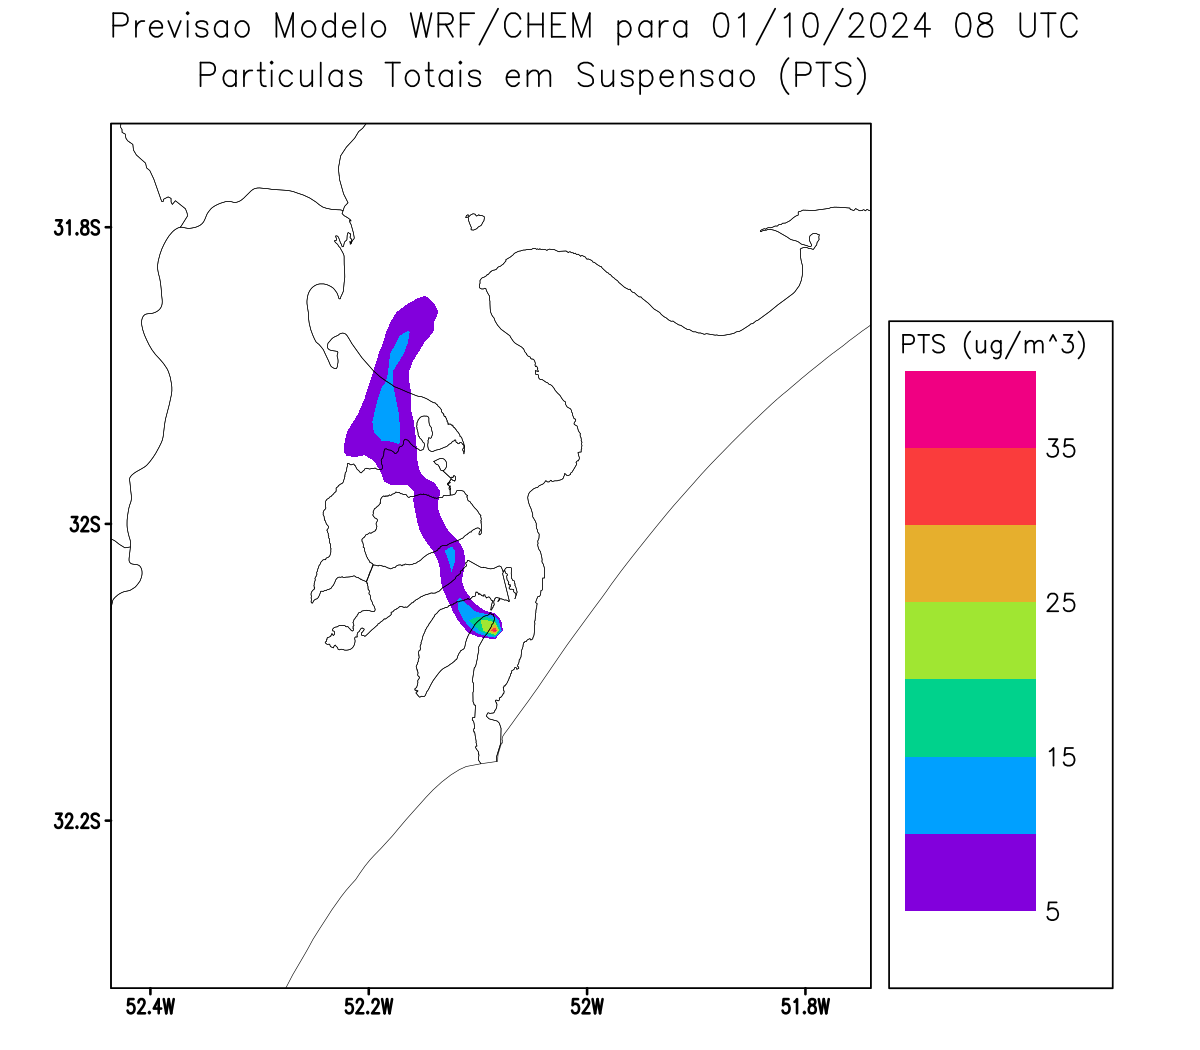 Previsao Modelo WRF/CHEM para 01/10/2024 08 UTC
Particulas Totais em Suspensao (PTS)
31.8S
32S
32.2S
52.4W
52.2W
52W
51.8W
PTS (ug/m^3)
35
25
15
5